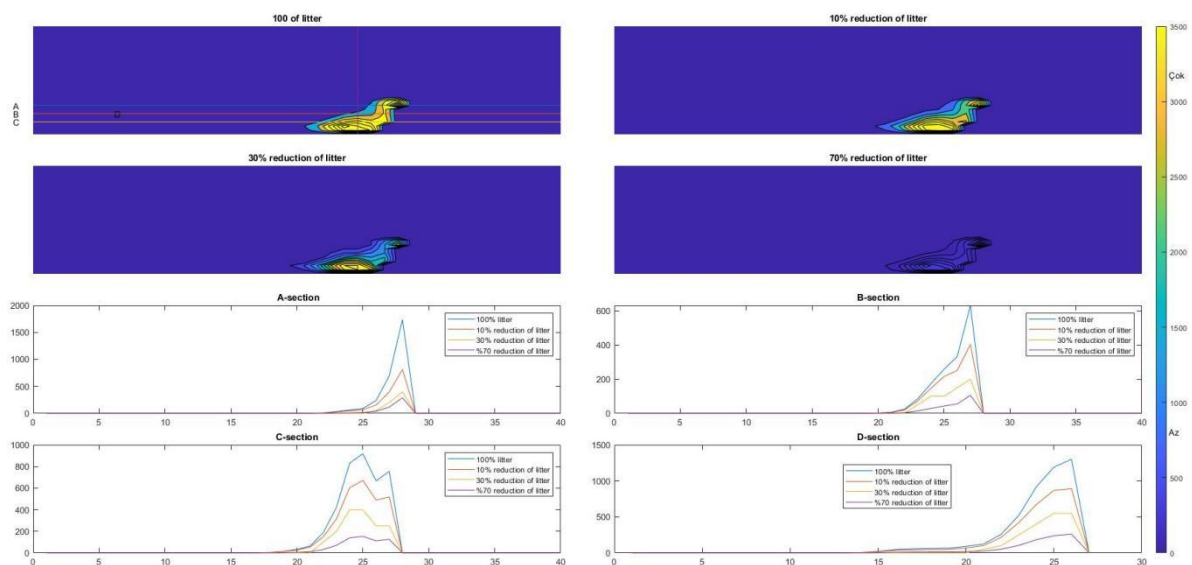 100 of litter
10% reduction of litter
A
B
C
3500
Çok
3000
2500
2000
1500
1000
Az
500
0
30% reduction of litter
70% reduction of litter
A-section
2000
1500
1000
500
0
0 5 10 15 20 25 30 35 40
100% litter
10% reduction of litter
30% reduction of litter
%70 reduction of litter
B-section
600
400
200
0
0 5 10 15 20 25 30 35 40
100% litter
10% reduction of litter
30% reduction of litter
%70 reduction of litter
C-section
1000
800
600
400
200
0
0 5 10 15 20 25 30 35 40
100% litter
10% reduction of litter
30% reduction of litter
%70 reduction of litter
D-section
1500
1000
500
0
0 5 10 15 20 25 30
100% litter
10% reduction of litter
30% reduction of litter
%70 reduction of litter